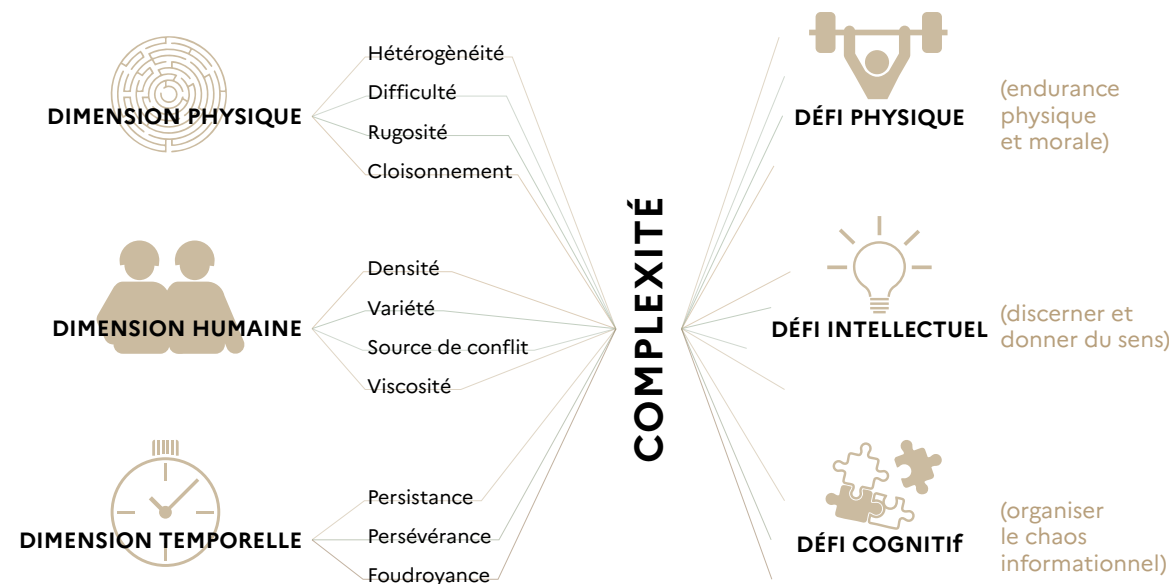 DIMENSION PHYSIQUE
Hétérogènéité
Difficulté
Rugosité
Cloisonnement
DIMENSION HUMAINE
Densité
Variété
Source de conflit
Viscosité
DIMENSION TEMPORELLE
Persistance
Persévérance
Foudroyance
COMPLEXITÉ
DÉFI PHYSIQUE
(endurance
physique
et morale)
DÉFI INTELLECTUEL
(discerner et
donner du sens)
DÉFI COGNITIf
(organiser
le chaos
informationnel)